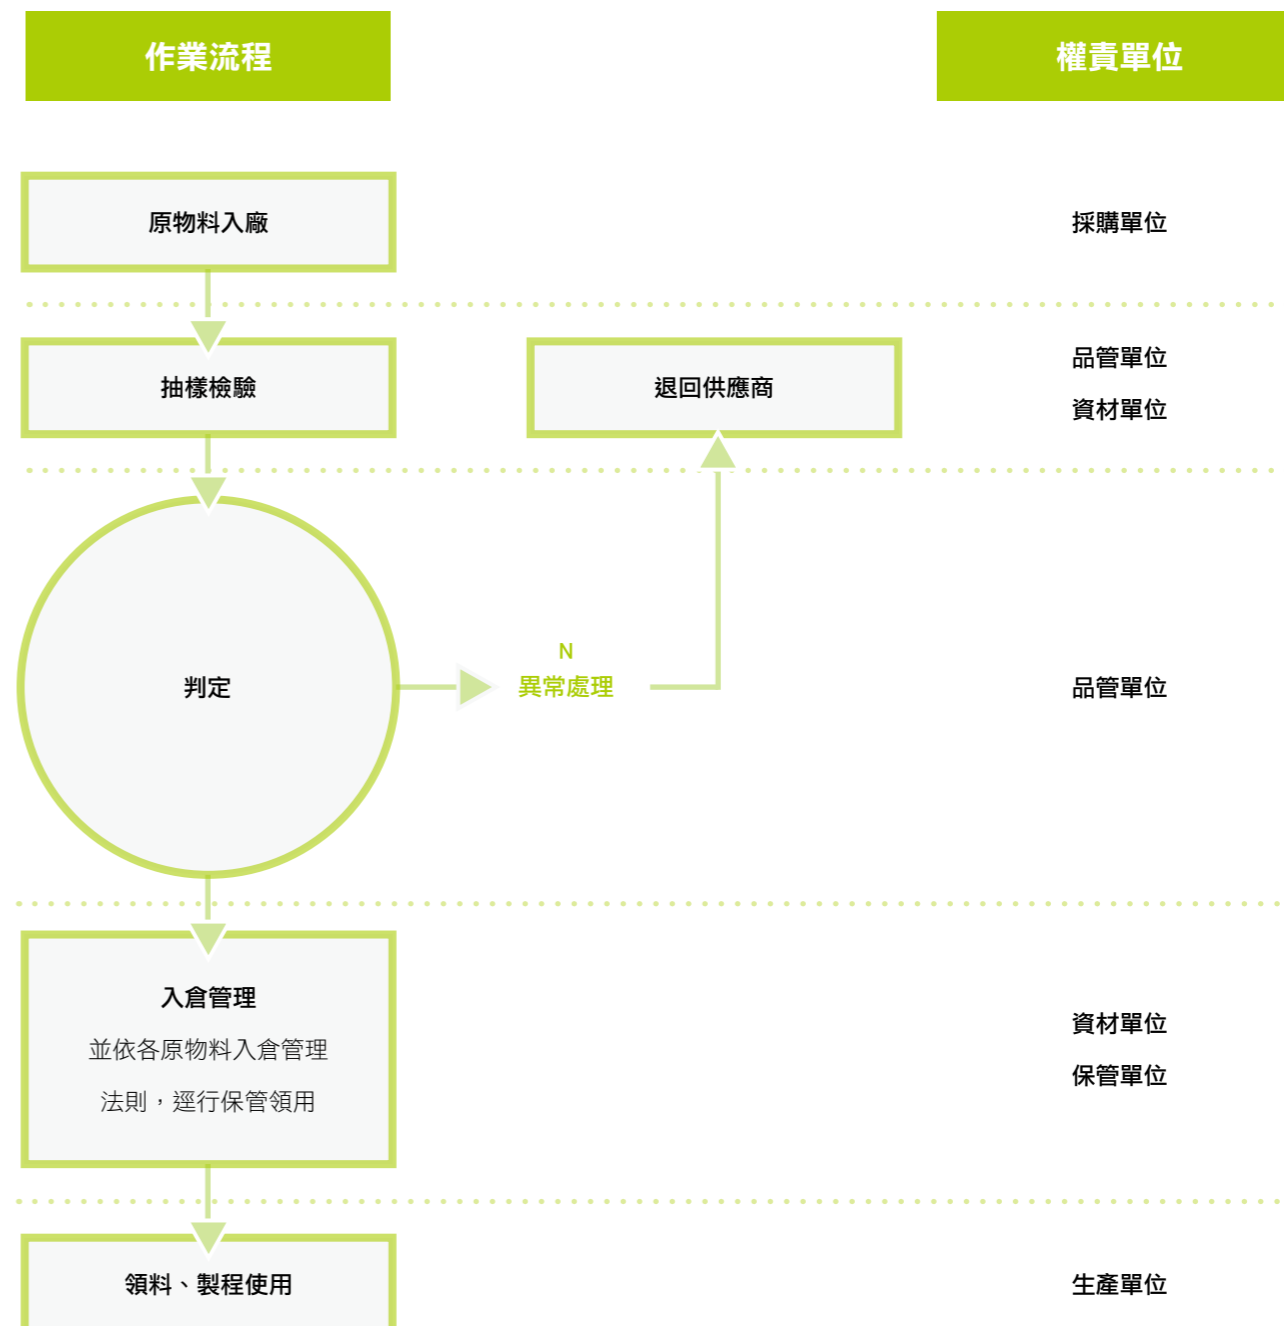 作業流程
權責單位
原物料入廠
採購單位
抽樣檢驗
退回供應商
品管單位
資材單位
判定
N
異常處理
品管單位
入倉管理
並依各原物料入倉管理
法則，逕行保管領用
資材單位
保管單位
領料、製程使用
生產單位